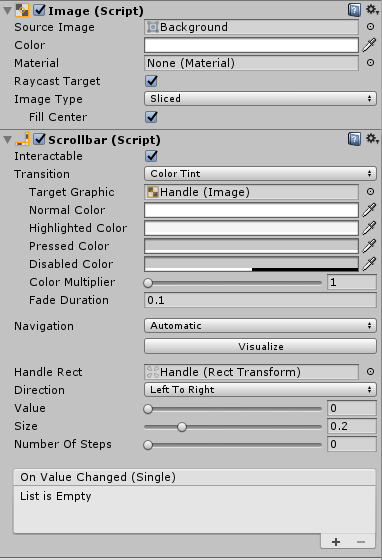 Image (Script)
Source Image Background
Color
Material None (Material)
Raycast Target
Image Type Sliced
Fill Center
Scrollbar (Script)
Interactable
Transition Color Tint
Target Graphic Handle (Image)
Normal Color
Highlighted Color
Pressed Color
Disabled Color
Color Multiplier 1
Fade Duration 0.1
Navigation Automatic
Visualize
Handle Rect Handle (Rect Transform)
Direction Left To Right
Value 0
Size 0.2
Number Of Steps 0
On Value Changed (Single)
List is Empty